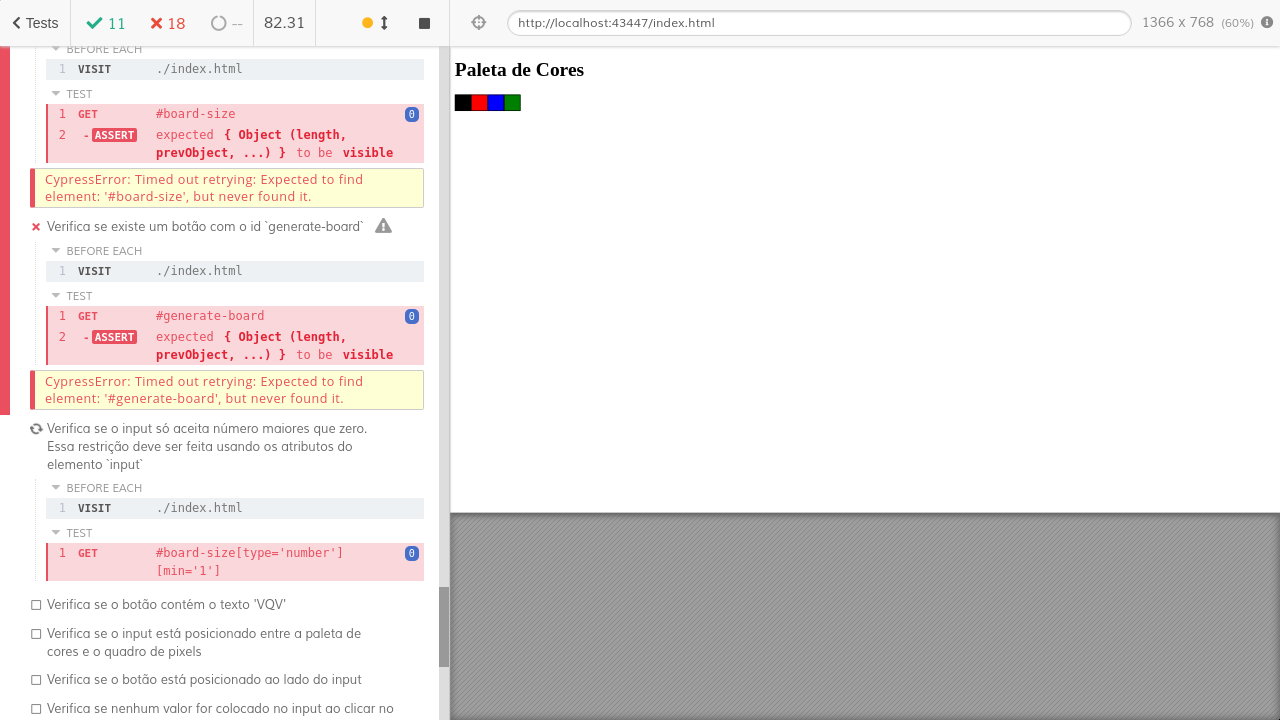 Tests
11
18
--
82.31
http://localhost:43447/index.html
1366 x 768 (60%)
BEFORE EACH
1 VISIT ./index.html
TEST
1 GET #board-size 0
2 -ASSERT expected { Object (length,
prevObject, ...) } to be visible
CypressError: Timed out retrying: Expected to find
element: '#board-size', but never found it.
Verifica se existe um botão com o id `generate-board`
BEFORE EACH
1 VISIT ./index.html
TEST
1 GET #generate-board 0
2 -ASSERT expected { Object (length,
prevObject, ...) } to be visible
CypressError: Timed out retrying: Expected to find
element: '#generate-board', but never found it.
Verifica se o input só aceita número maiores que zero.
Essa restrição deve ser feita usando os atributos do
elemento `input`
BEFORE EACH
1 VISIT ./index.html
TEST
1 GET #board-size[type='number'] 0
[min='1']
Verifica se o botão contém o texto 'VQV'
Verifica se o input está posicionado entre a paleta de
cores e o quadro de pixels
Verifica se o botão está posicionado ao lado do input
Verifica se nenhum valor for colocado no input ao clicar no
Paleta de Cores